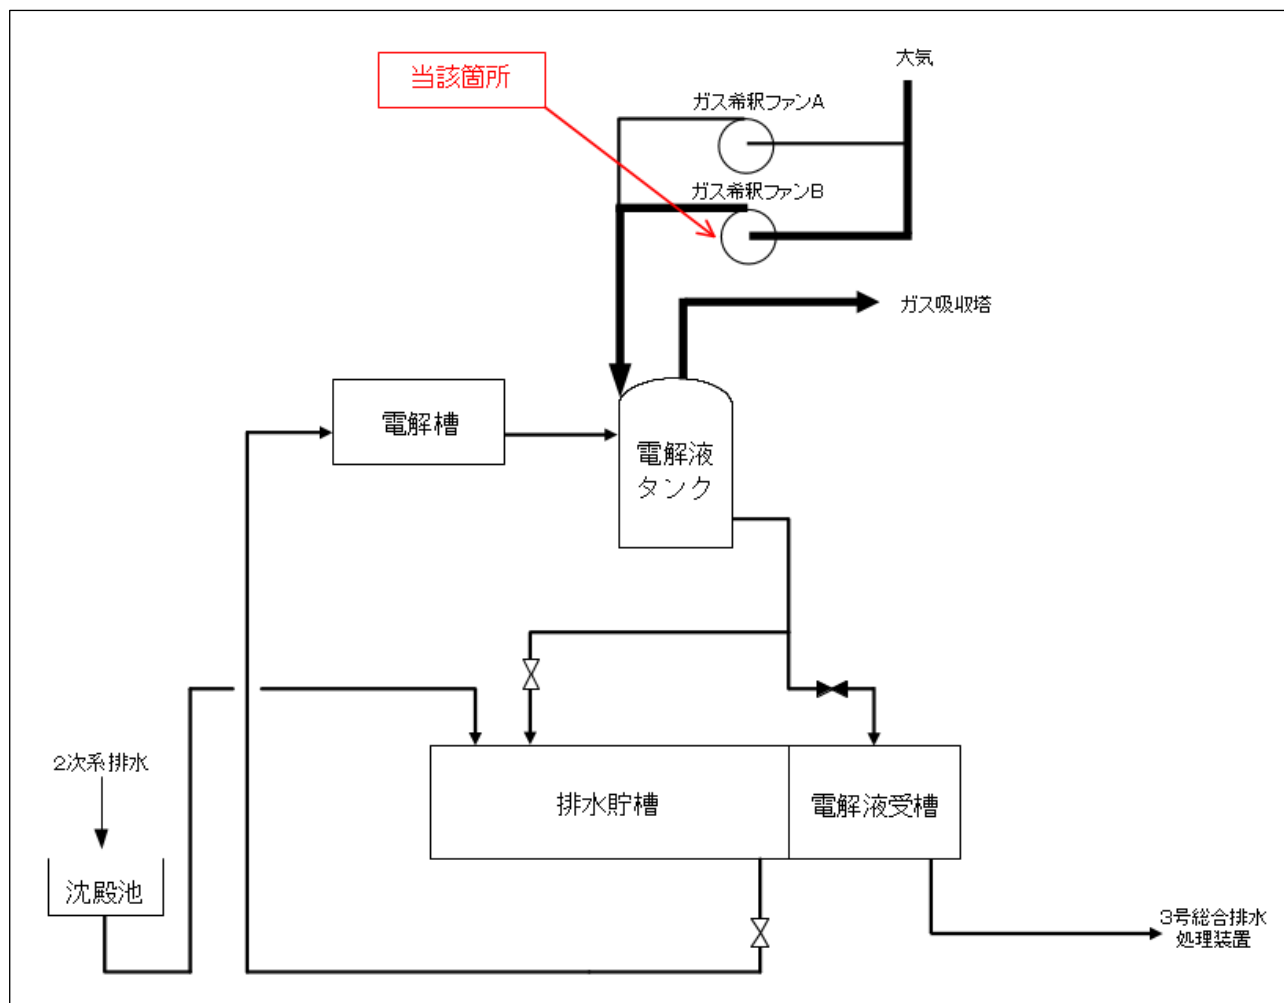 大気
当該箇所
ガス希釈ファンA
ガス希釈ファンB
ガス吸収塔
電解槽
電解液
タンク
2次系排水
排水貯槽
電解液受槽
沈殿池
3号総合排水
処理装置